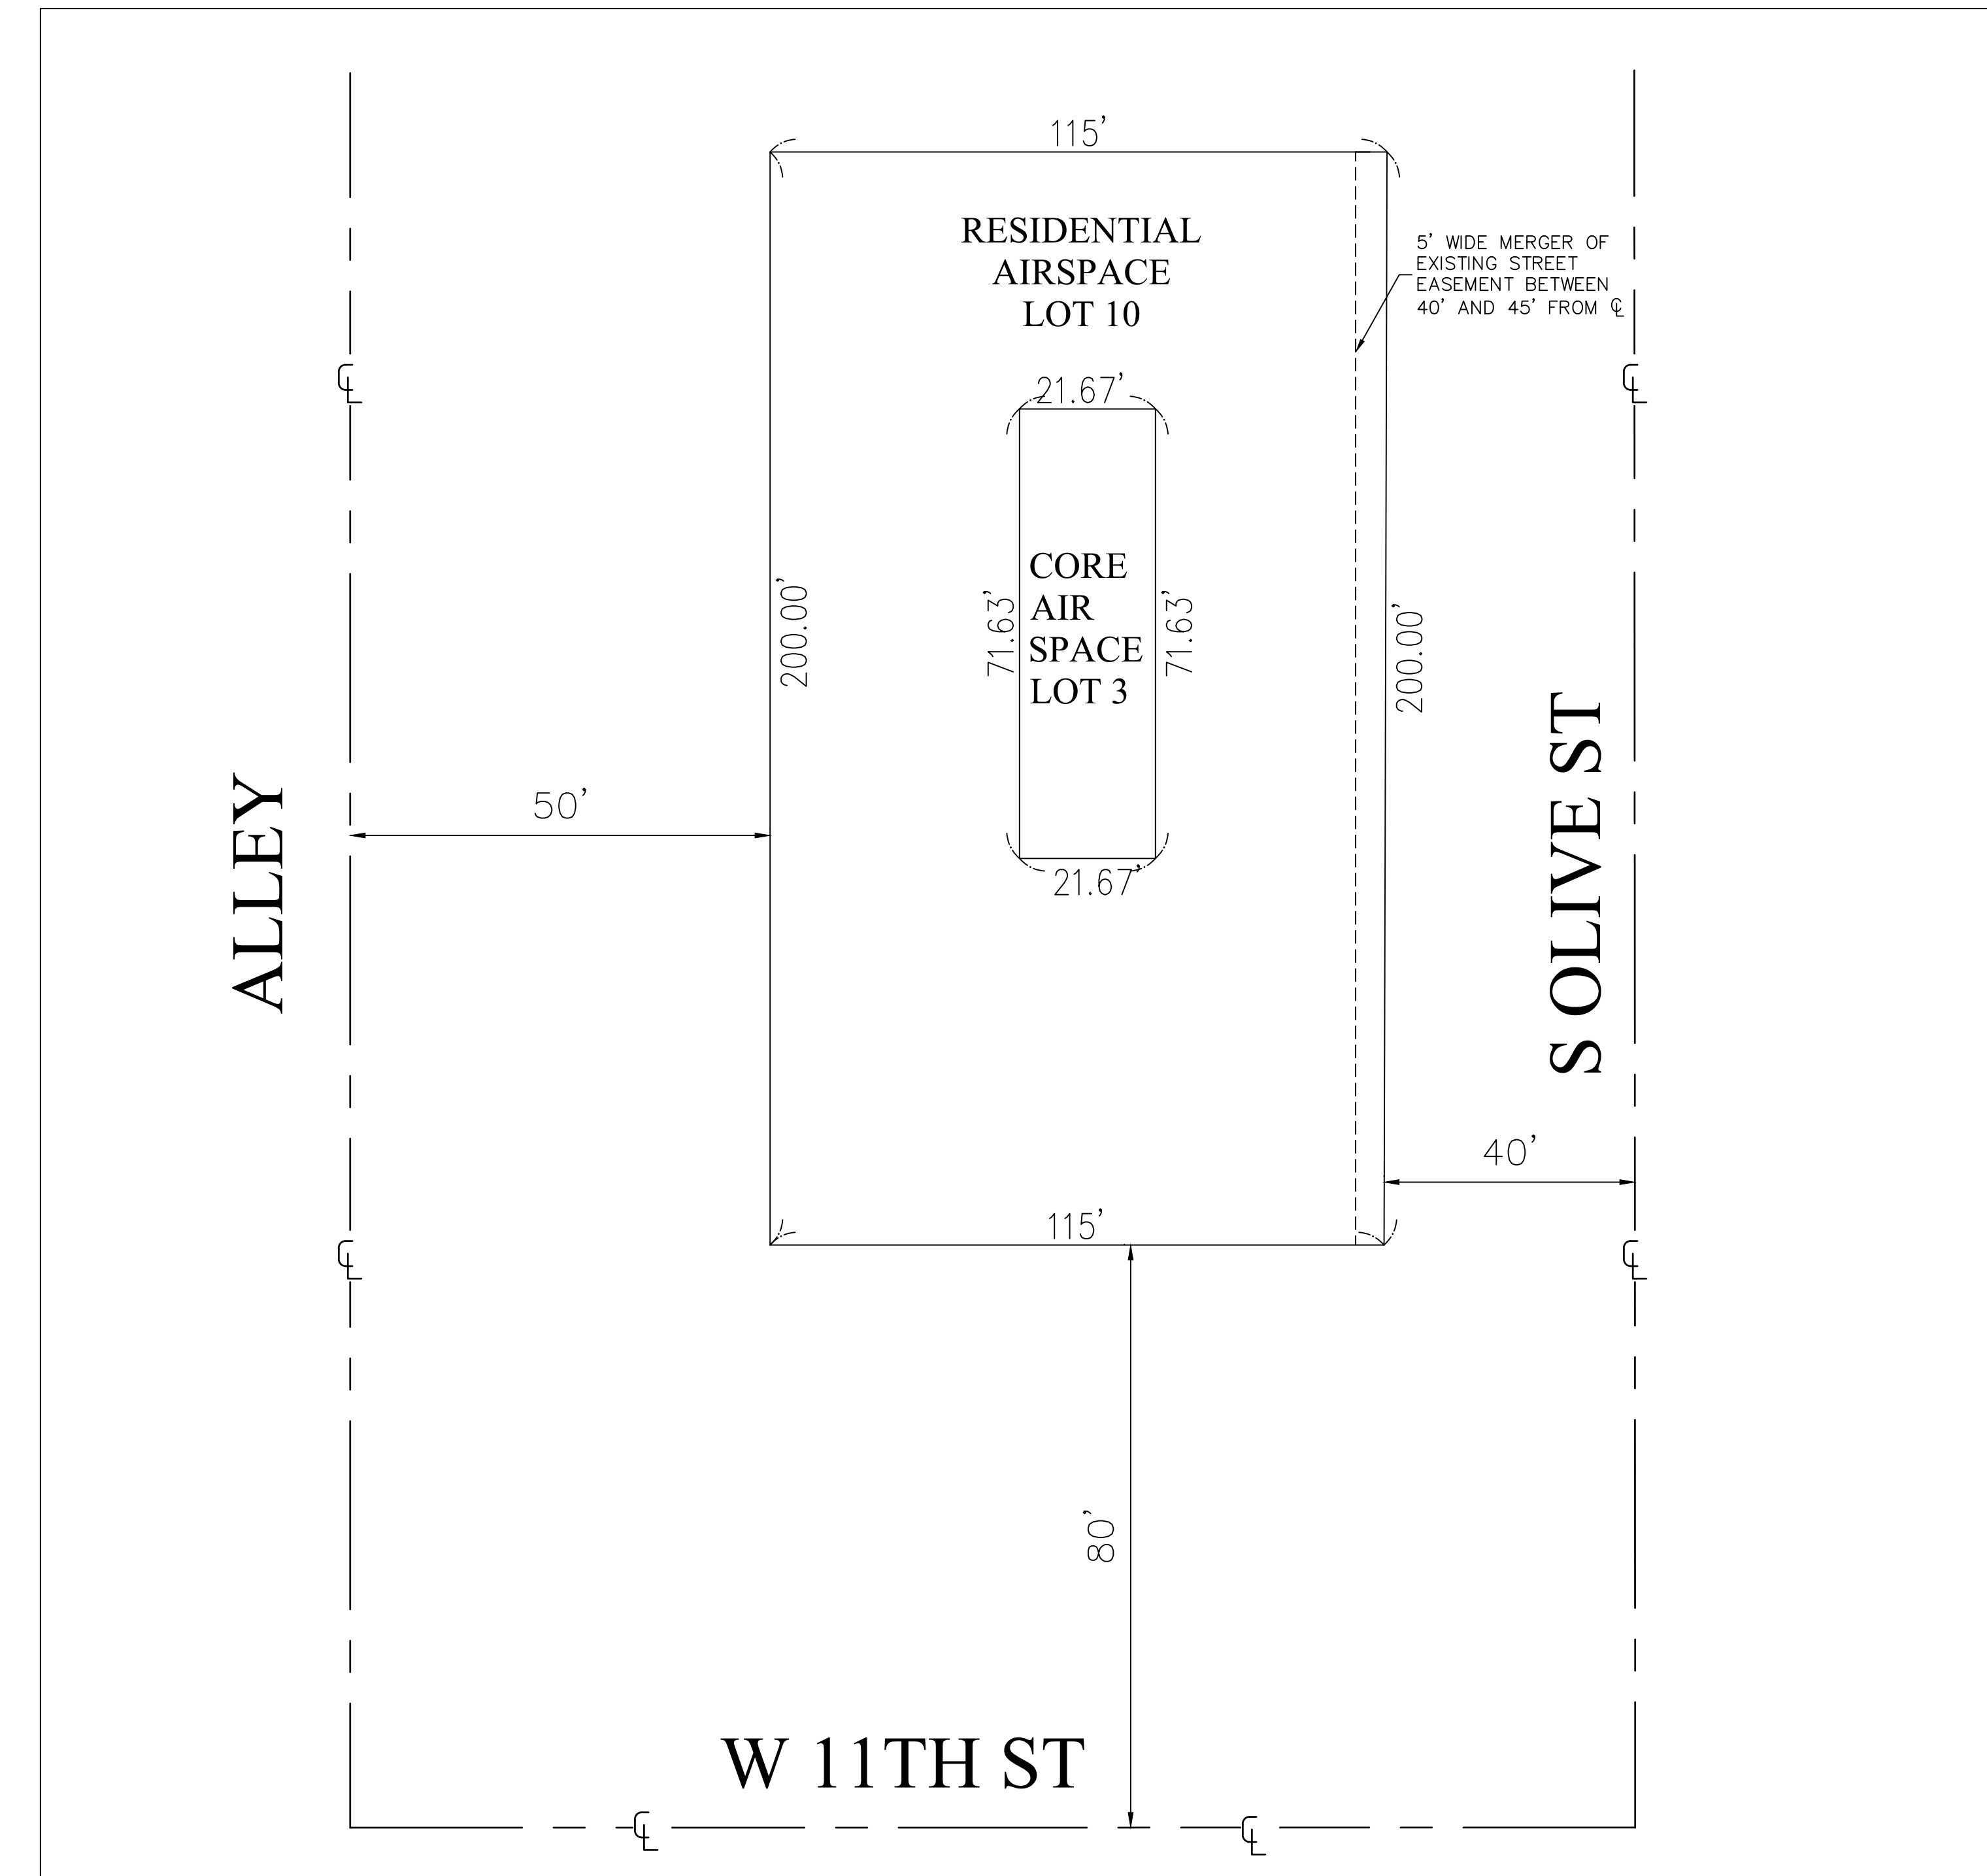 115'
RESIDENTIAL
AIRSPACE
LOT 10
5' WIDE MERGER OF
EXISTING STREET
EASEMENT BETWEEN
40' AND 45' FROM ℄
℄
℄
21.67'
CORE
AIR
SPACE
LOT 3
71.63'
71.63'
200.00'
200.00'
21.67'
50'
ALLEY
S OLIVE ST
40'
115'
℄
℄
80'
W 11TH ST
℄
℄